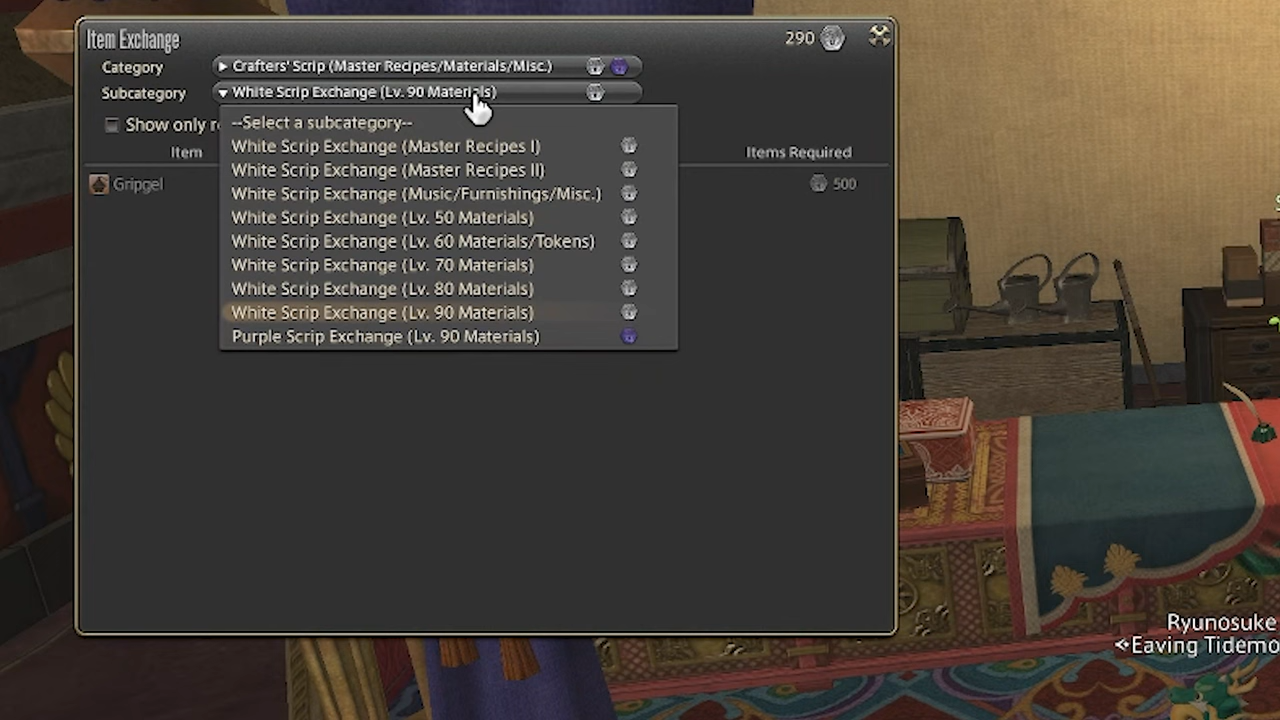 Item Exchange
290
Category
Crafters' Scrip (Master Recipes/Materials/Misc.)
Subcategory
White Scrip Exchange (Lv. 90 Materials)
Show only
--Select a subcategory--
Item
Items Required
White Scrip Exchange (Master Recipes I)
White Scrip Exchange (Master Recipes II)
Gripgel
500
White Scrip Exchange (Music/Furnishings/Misc.)
White Scrip Exchange (Lv. 50 Materials)
White Scrip Exchange (Lv. 60 Materials/Tokens)
White Scrip Exchange (Lv. 70 Materials)
White Scrip Exchange (Lv. 80 Materials)
White Scrip Exchange (Lv. 90 Materials)
Purple Scrip Exchange (Lv. 90 Materials)
Ryunosuke
Eaving Tidemo